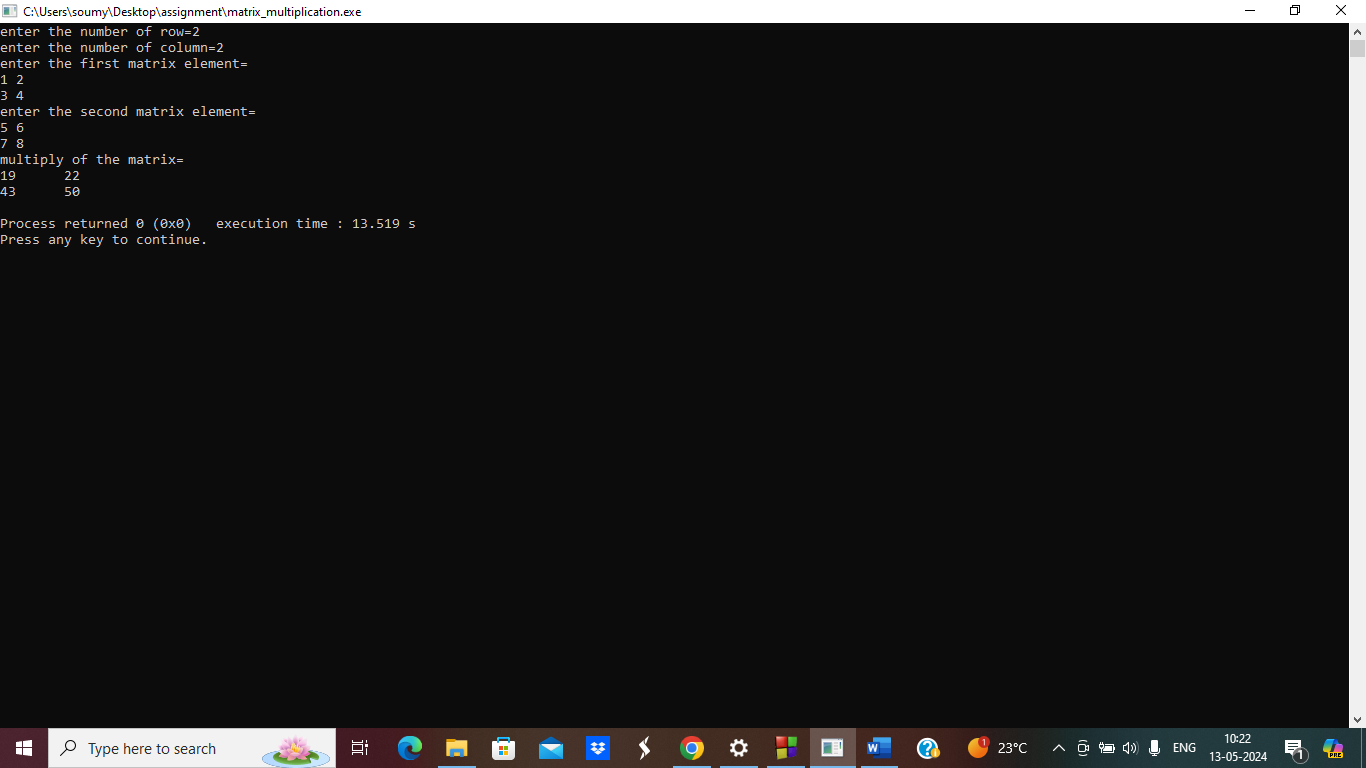 C:\Users\soumy\Desktop\assignment\matrix_multiplication.exe
enter the number of row=2
enter the number of column=2
enter the first matrix element=
1 2
3 4
enter the second matrix element=
5 6
7 8
multiply of the matrix=
19      22
43      50
Process returned 0 (0x0)   execution time : 13.519 s
Press any key to continue.
Type here to search
1
23°C
ENG
10:22
13-05-2024
1
PRE